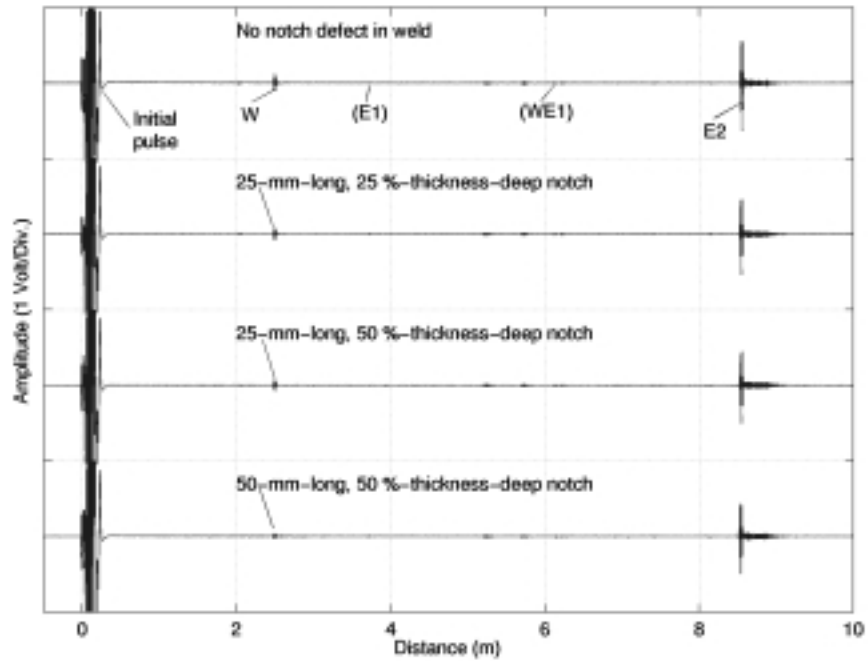 No notch defect in weld
Initial
pulse
W
(E1)
(WE1)
E2
25-mm-long, 25 %-thickness-deep notch
25-mm-long, 50 %-thickness-deep notch
50-mm-long, 50 %-thickness-deep notch
Amplitude (1 Volt/Div.)
0 2 4 6 8 10
Distance (m)